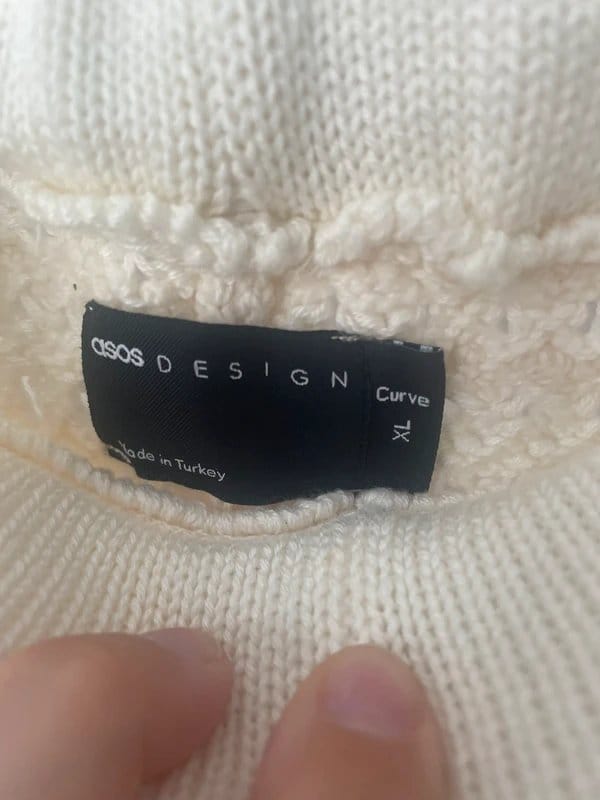 asos DESIGN
Curve
XL
Made in Turkey